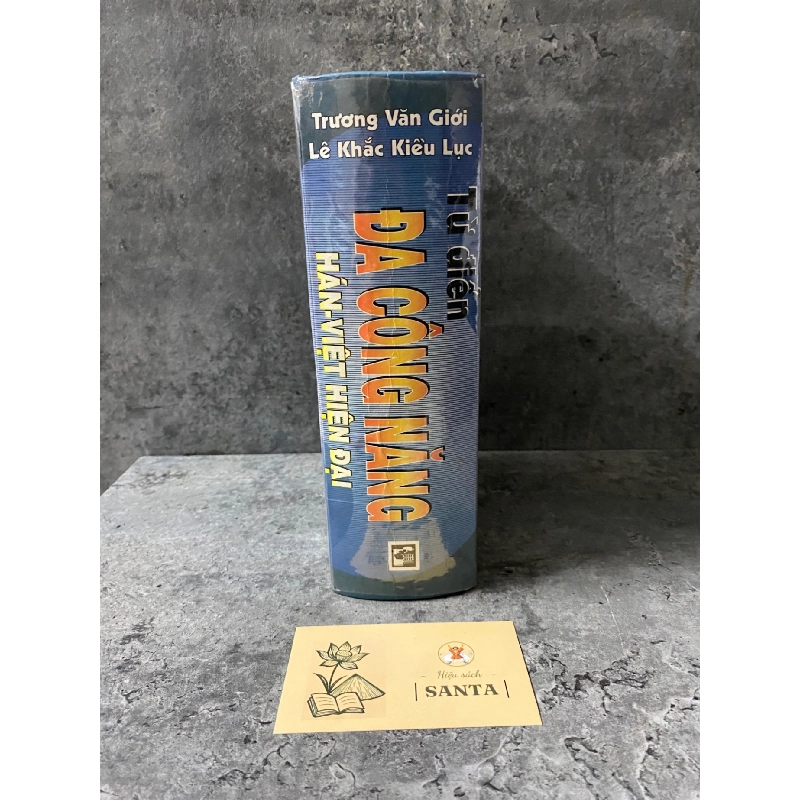 Trương Văn Giới
Lê Khắc Kiều Lục
Từ điển
ĐA CÔNG NĂNG
HÁN-VIỆT HIỆN ĐẠI
Hiệu sách
SANTA